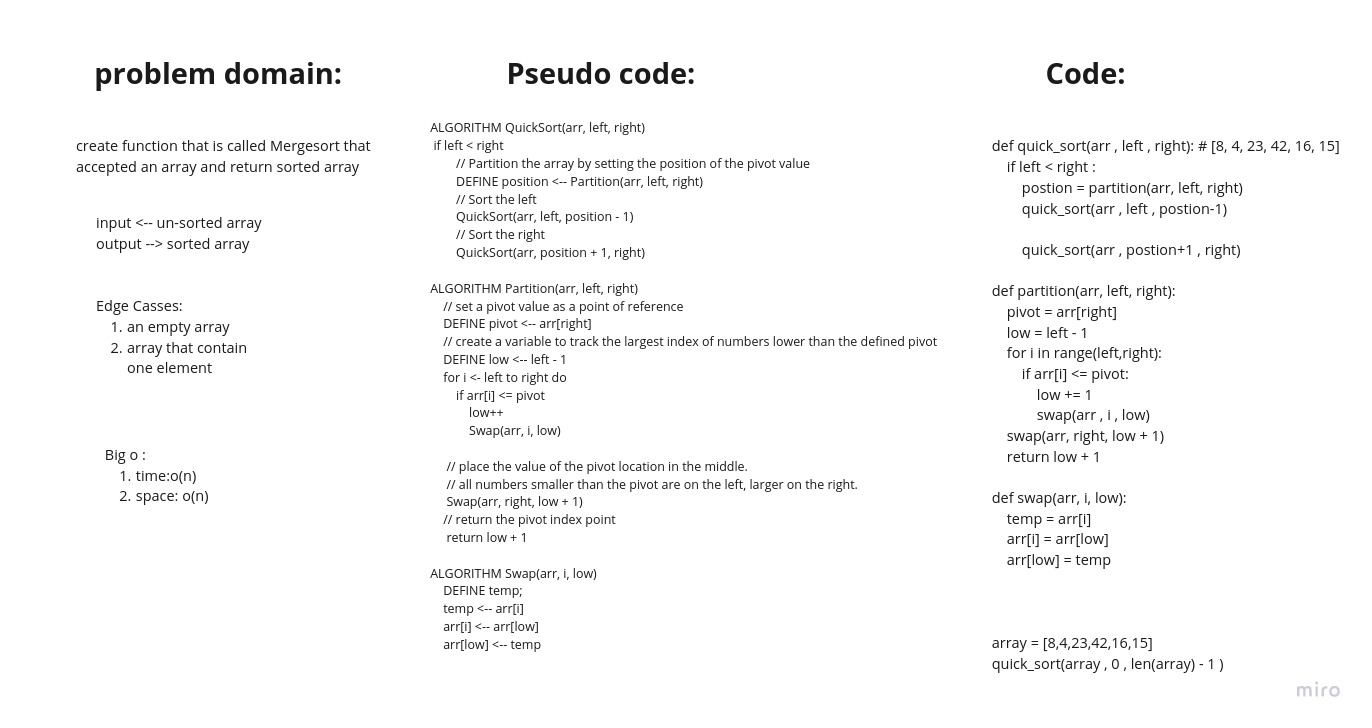 problem domain:
create function that is called Mergesort that
accepted an array and return sorted array
input <-- un-sorted array
output --> sorted array
Edge Casses:
1. an empty array
2. array that contain
one element
Big o :
1. time:o(n)
2. space: o(n)
Pseudo code:
ALGORITHM QuickSort(arr, left, right)
if left < right
// Partition the array by setting the position of the pivot value
DEFINE position <-- Partition(arr, left, right)
// Sort the left
QuickSort(arr, left, position - 1)
// Sort the right
QuickSort(arr, position + 1, right)
ALGORITHM Partition(arr, left, right)
// set a pivot value as a point of reference
DEFINE pivot <-- arr[right]
// create a variable to track the largest index of numbers lower than the defined pivot
DEFINE low <-- left - 1
for i <- left to right do
if arr[i] <= pivot
low++
Swap(arr, i, low)
// place the value of the pivot location in the middle.
// all numbers smaller than the pivot are on the left, larger on the right.
Swap(arr, right, low + 1)
// return the pivot index point
return low + 1
ALGORITHM Swap(arr, i, low)
DEFINE temp;
temp <-- arr[i]
arr[i] <-- arr[low]
arr[low] <-- temp
Code:
def quick_sort(arr , left , right): # [8, 4, 23, 42, 16, 15]
if left < right :
postion = partition(arr, left, right)
quick_sort(arr , left , postion-1)
quick_sort(arr , postion+1 , right)
def partition(arr, left, right):
pivot = arr[right]
low = left - 1
for i in range(left,right):
if arr[i] <= pivot:
low += 1
swap(arr , i , low)
swap(arr, right, low + 1)
return low + 1
def swap(arr, i, low):
temp = arr[i]
arr[i] = arr[low]
arr[low] = temp
array = [8,4,23,42,16,15]
quick_sort(array , 0 , len(array) - 1 )
miro